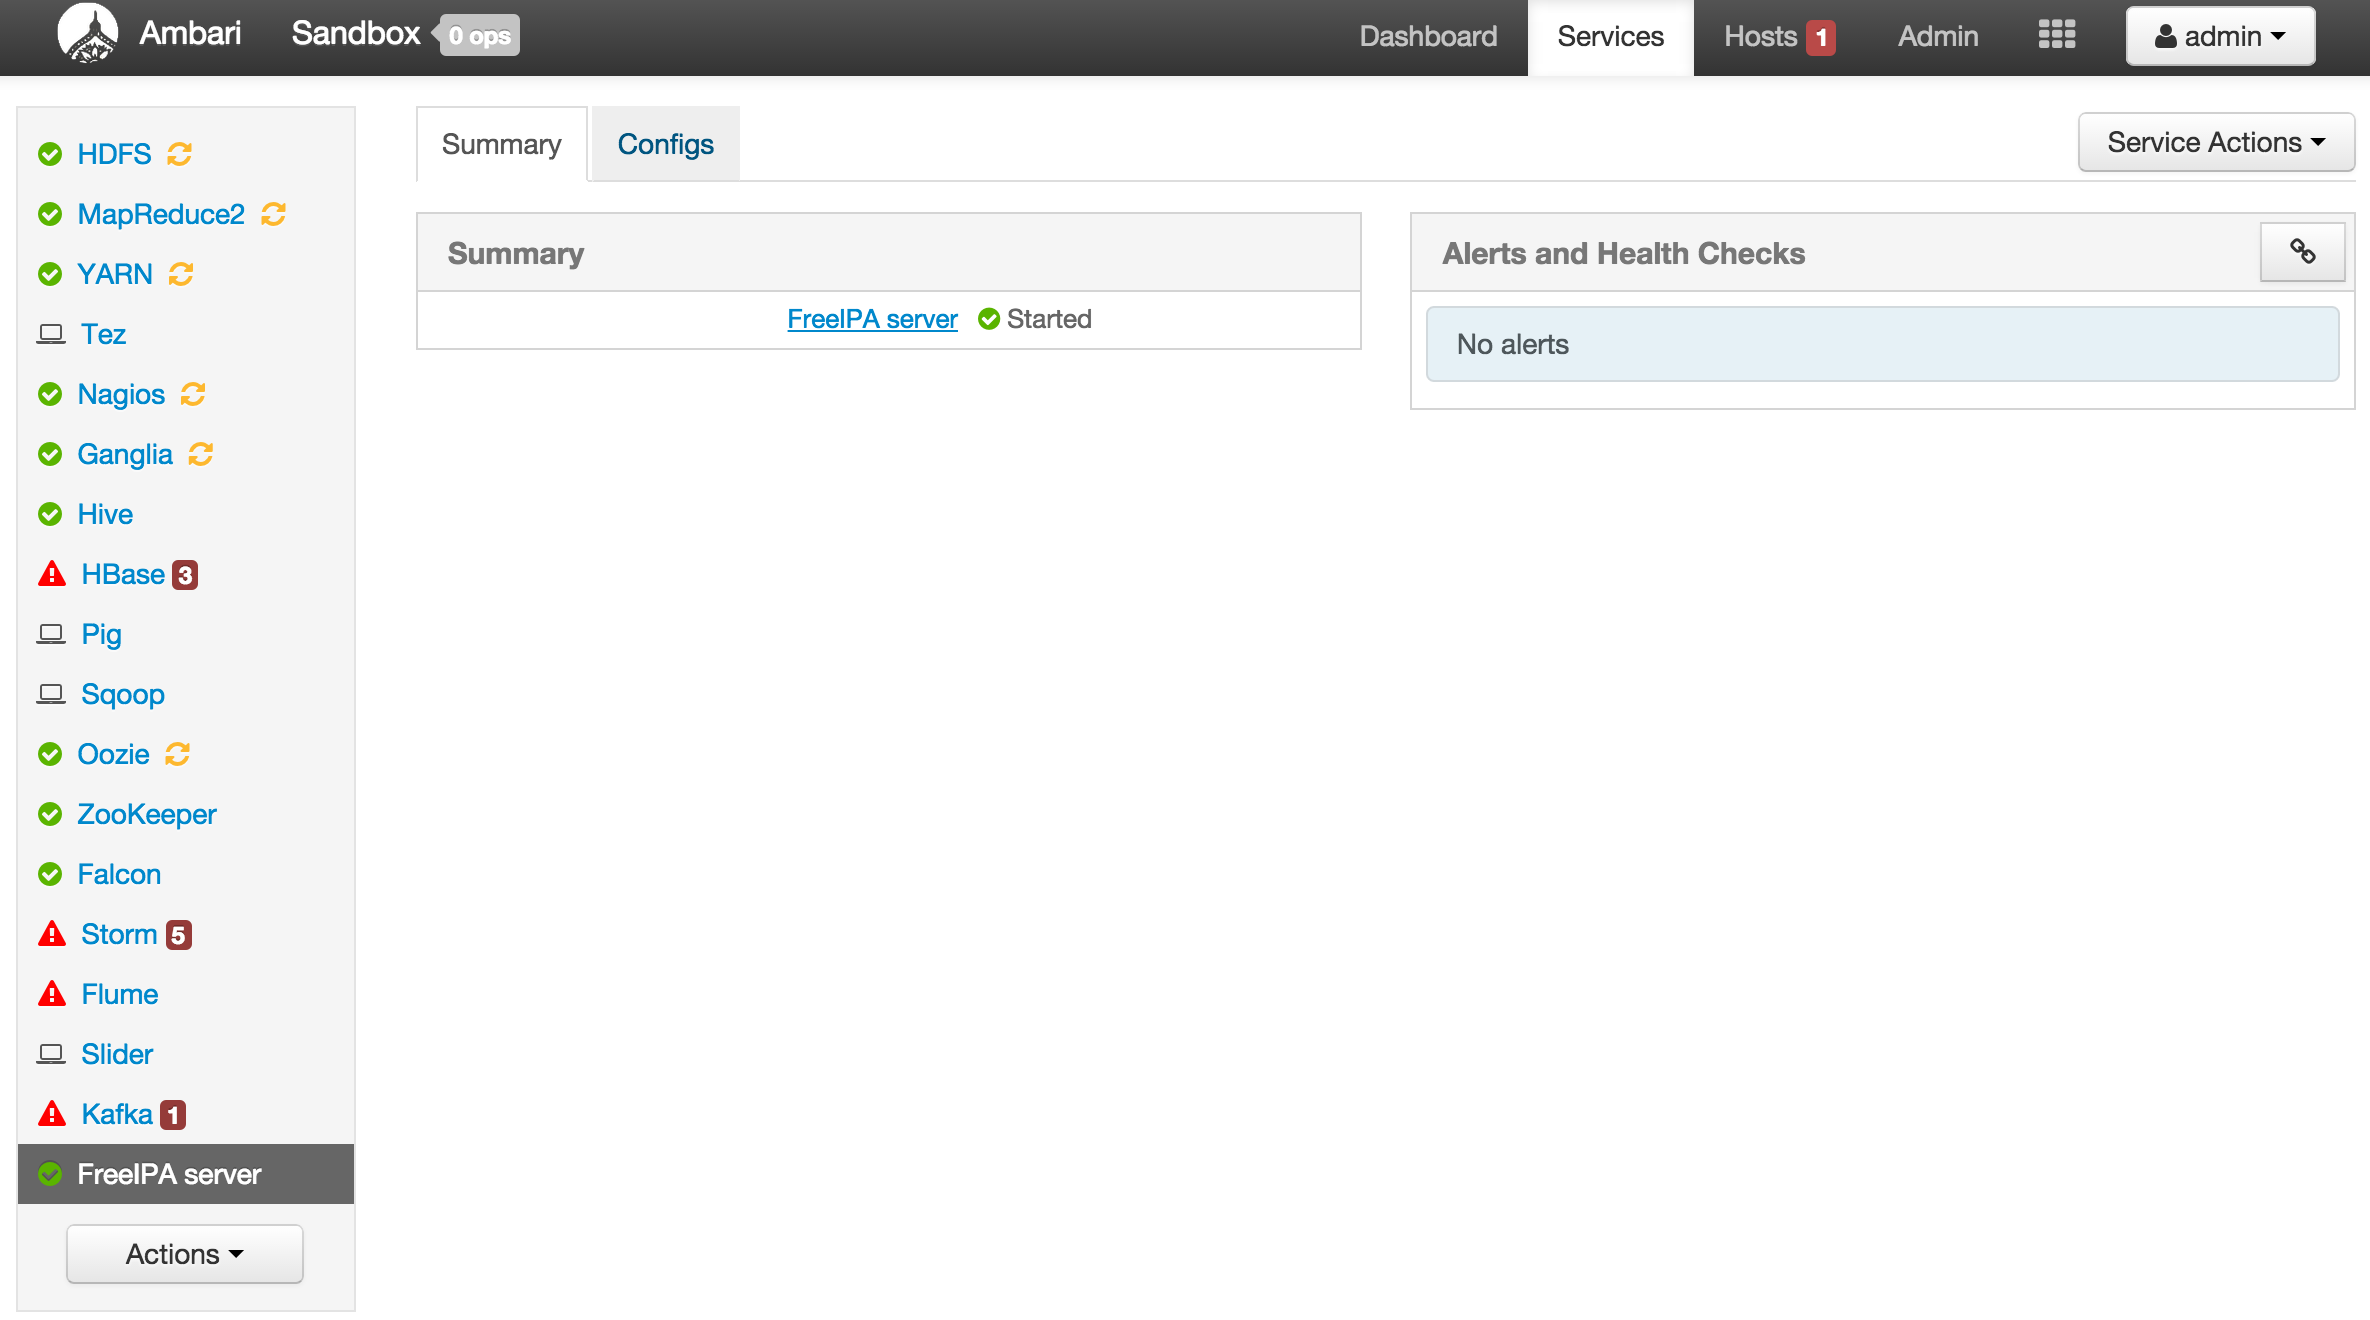 Ambari Sandbox 0 ops Dashboard Services Hosts 1 Admin admin
HDFS
MapReduce2
YARN
Tez
Nagios
Ganglia
Hive
HBase 3
Pig
Sqoop
Oozie
ZooKeeper
Falcon
Storm 5
Flume
Slider
Kafka 1
FreeIPA server
Actions
Summary Configs Service Actions
Summary
FreeIPA server Started
Alerts and Health Checks
No alerts